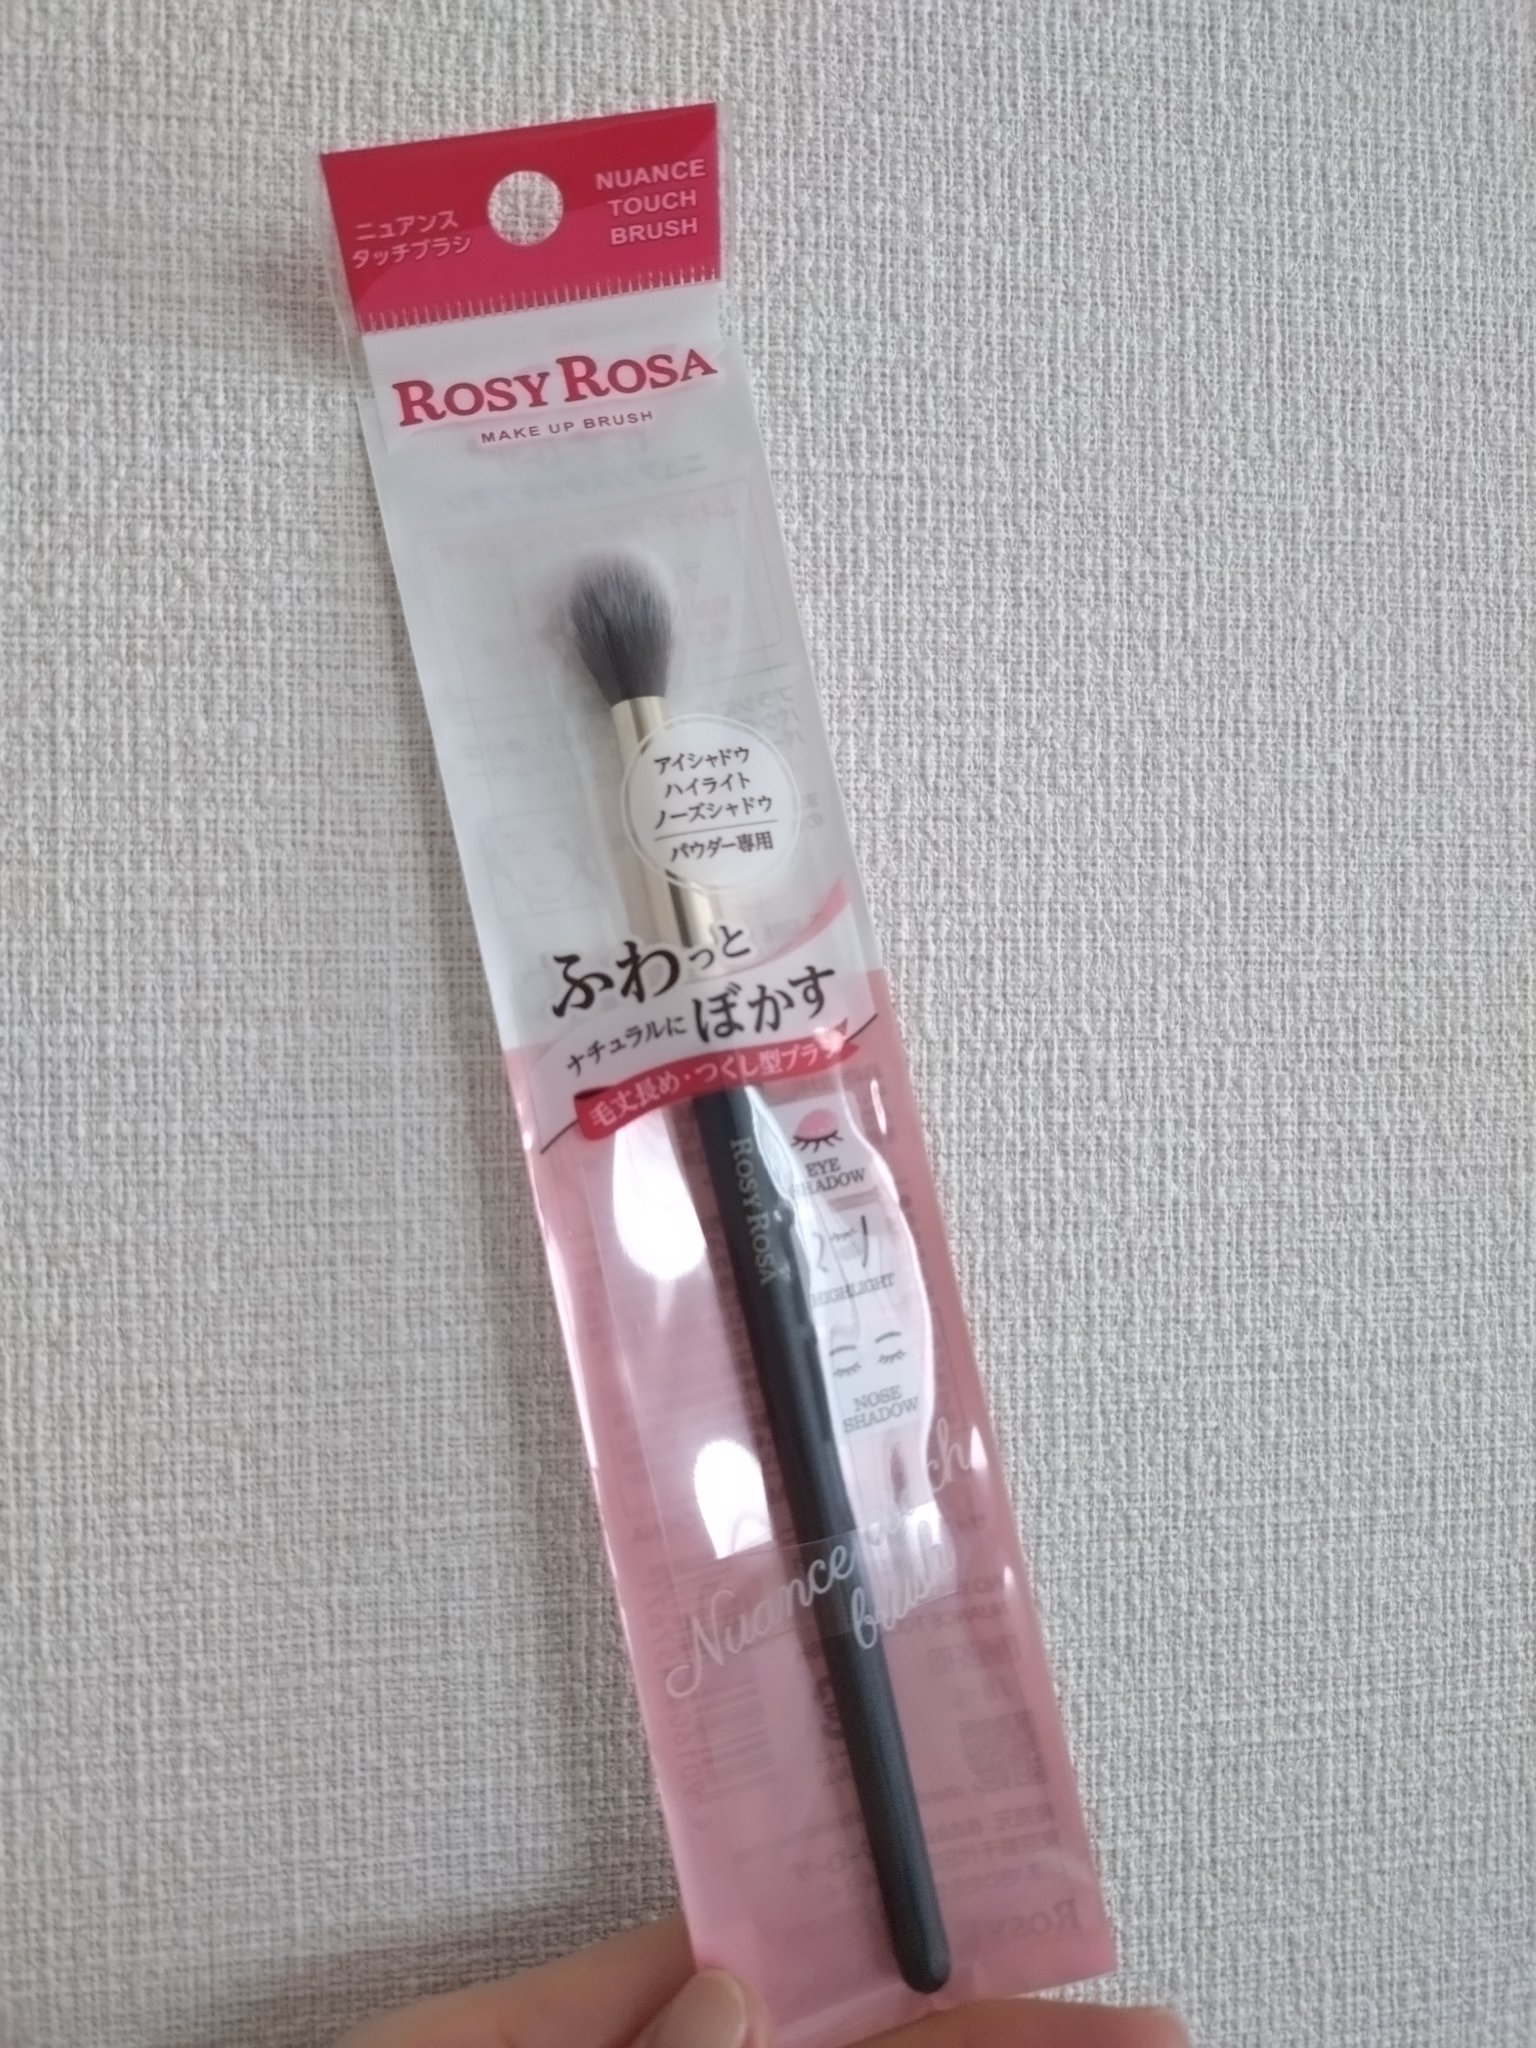 ニュアンス
タッチブラシ
NUANCE
TOUCH
BRUSH
ROSY ROSA
MAKE UP BRUSH
アイシャドウ
ハイライト
ノーズシャドウ
パウダー専用
ふわっと
ナチュラルにぼかす
毛丈長め・つくし型ブラシ
ROSY ROSA
EYE
SHADOW
HIGHLIGHT
NOSE
SHADOW
Nuance touch
brush